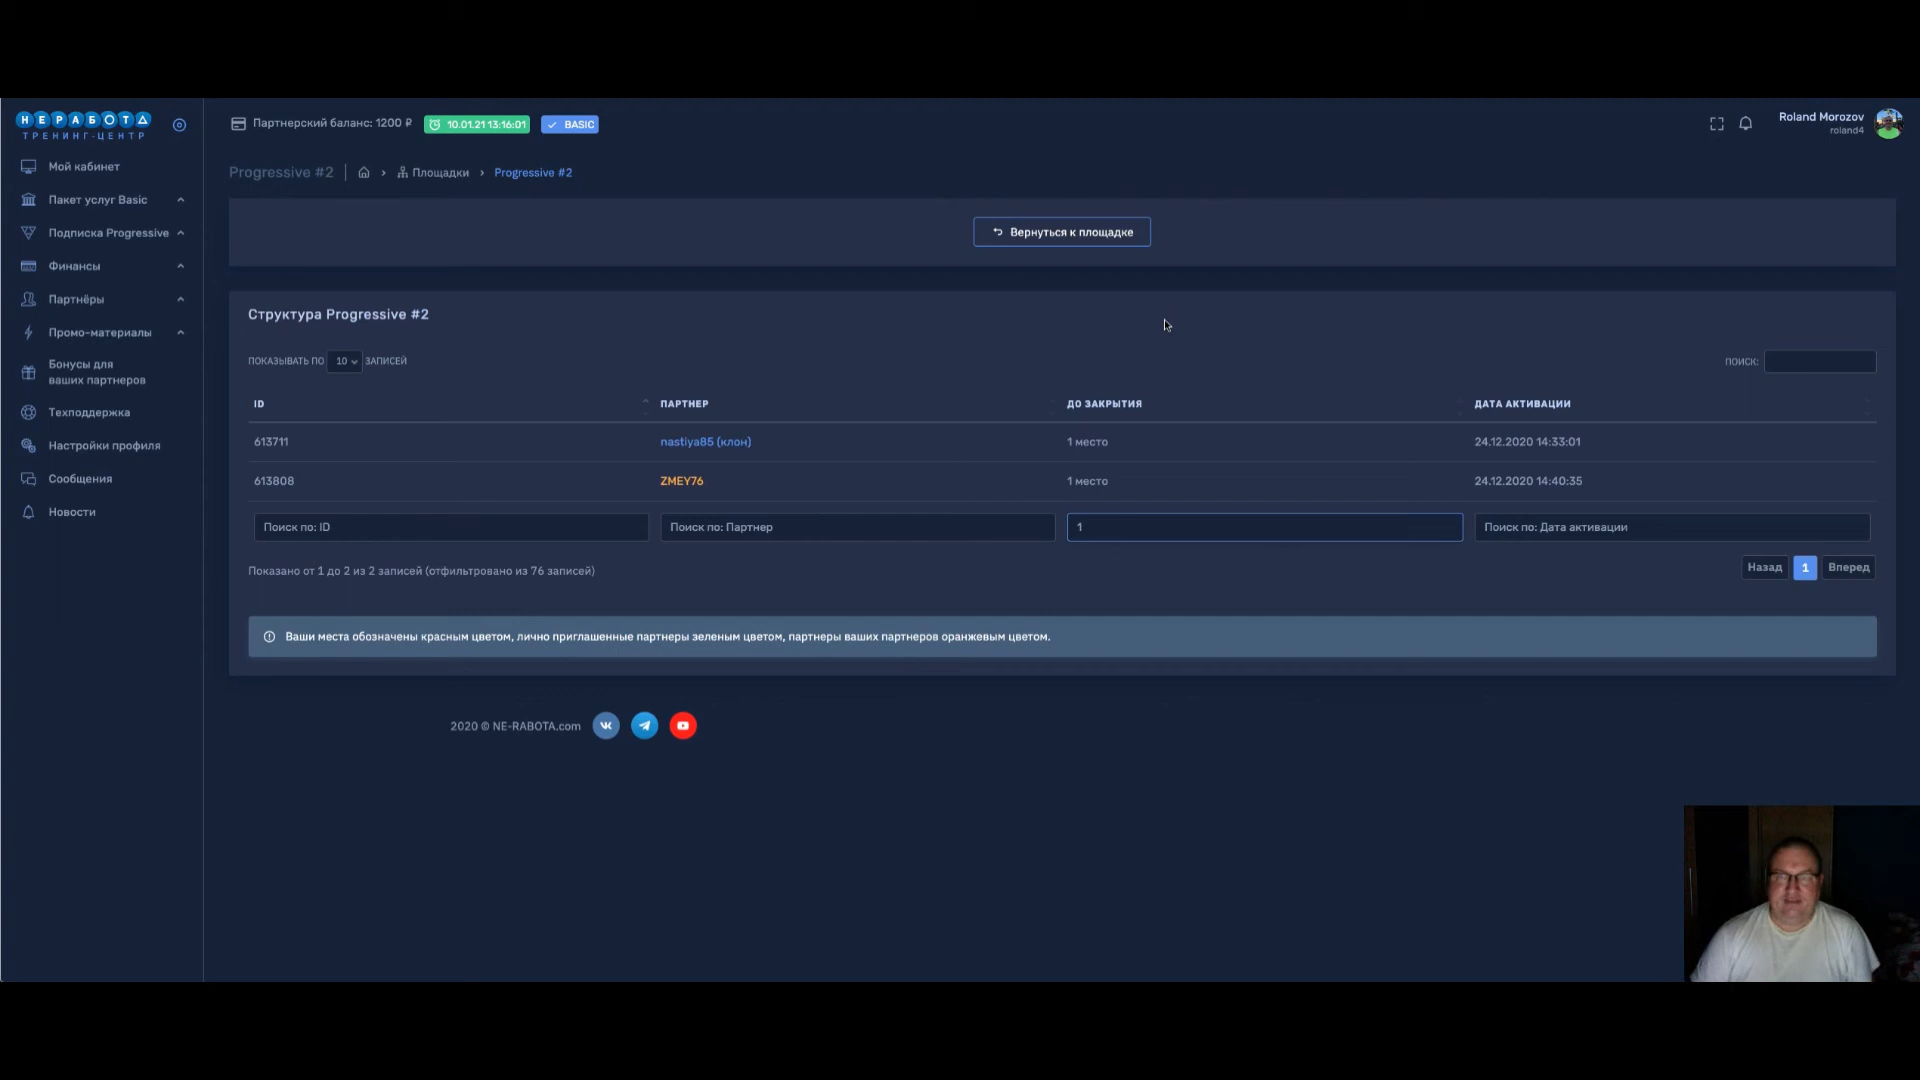 НЕРАБОТА
ТРЕНИНГ-ЦЕНТР
Партнерский баланс: 1200 ₽
10.01.21 13:16:01
BASIC
Roland Morozov
roland4
Мой кабинет
Пакет услуг Basic
Подписка Progressive
Финансы
Партнёры
Промо-материалы
Бонусы для
ваших партнеров
Техподдержка
Настройки профиля
Сообщения
Новости
Progressive #2
Площадки
Progressive #2
Вернуться к площадке
Структура Progressive #2
ПОКАЗЫВАТЬ ПО 10 ЗАПИСЕЙ
ПОИСК:
ID ПАРТНЕР ДО ЗАКРЫТИЯ ДАТА АКТИВАЦИИ
613711 nastiya85 (клон) 1 место 24.12.2020 14:33:01
613808 ZMEY76 1 место 24.12.2020 14:40:35
Поиск по: ID Поиск по: Партнер 1 Поиск по: Дата активации
Показано от 1 до 2 из 2 записей (отфильтровано из 76 записей)
Назад 1 Вперед
Ваши места обозначены красным цветом, лично приглашенные партнеры зеленым цветом, партнеры ваших партнеров оранжевым цветом.
2020 © NE-RABOTA.com